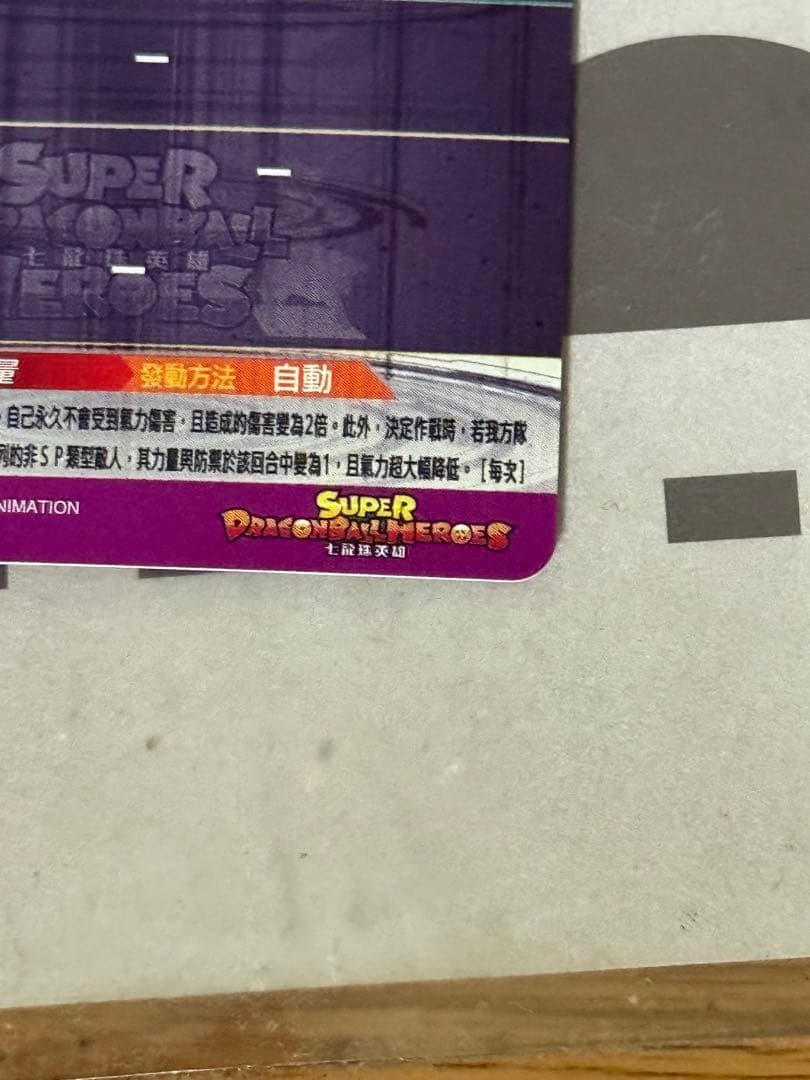 SUPER
DRAGONBALL
七龍珠英雄
HEROES
量 發動方法 自動
，自己永久不會受到氣力傷害，且造成的傷害變為2倍。此外，決定作戰時，若我方隊
列的非SP類型敵人，其力量與防禦於該回合中變為1，且氣力超大幅降低。[每次]
NIMATION
SUPER
DRAGONBALL HEROES
七龍珠英雄